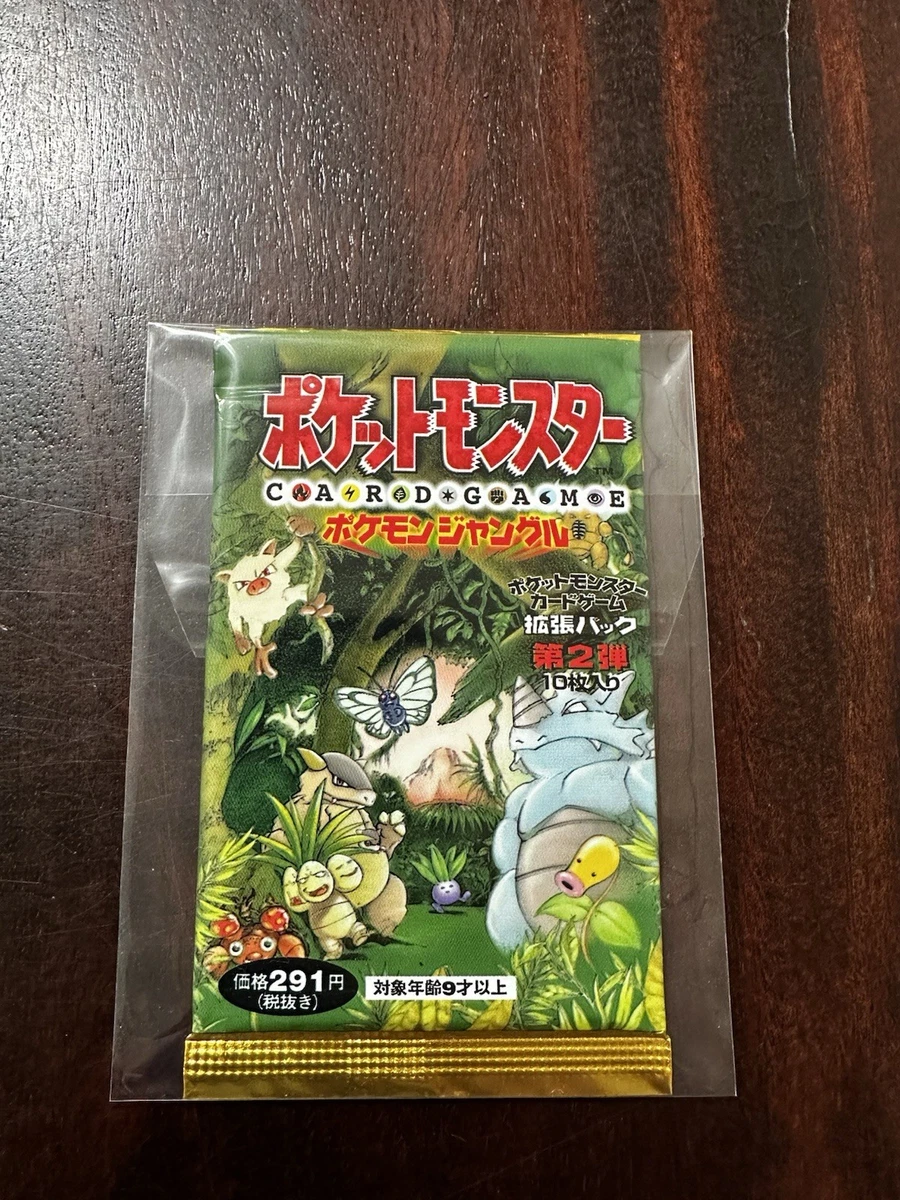 ポケットモンスター
TM
CARD GAME
ポケモンジャングル
ポケットモンスター
カードゲーム
拡張パック
第2弾
10枚入り
価格291円
(税抜き)
対象年齢9才以上